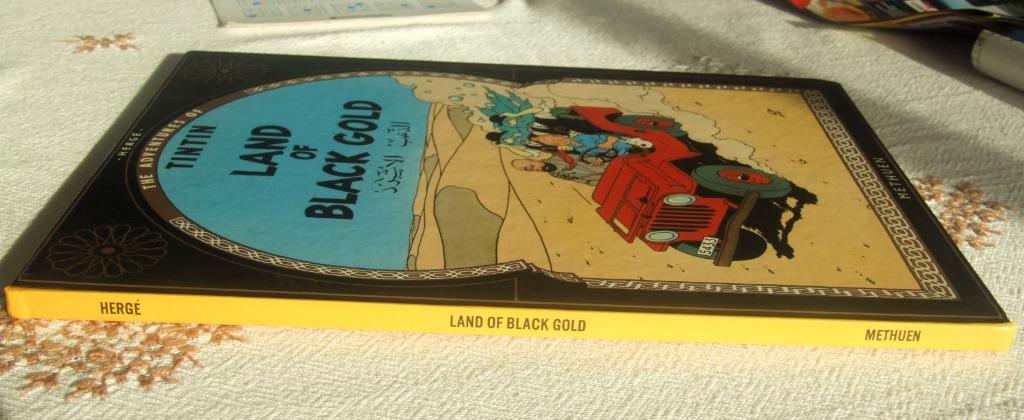 ·HERGÉ·
THE ADVENTURES OF
TINTIN
LAND
OF
BLACK GOLD
METHUEN
HERGÉ
LAND OF BLACK GOLD
METHUEN